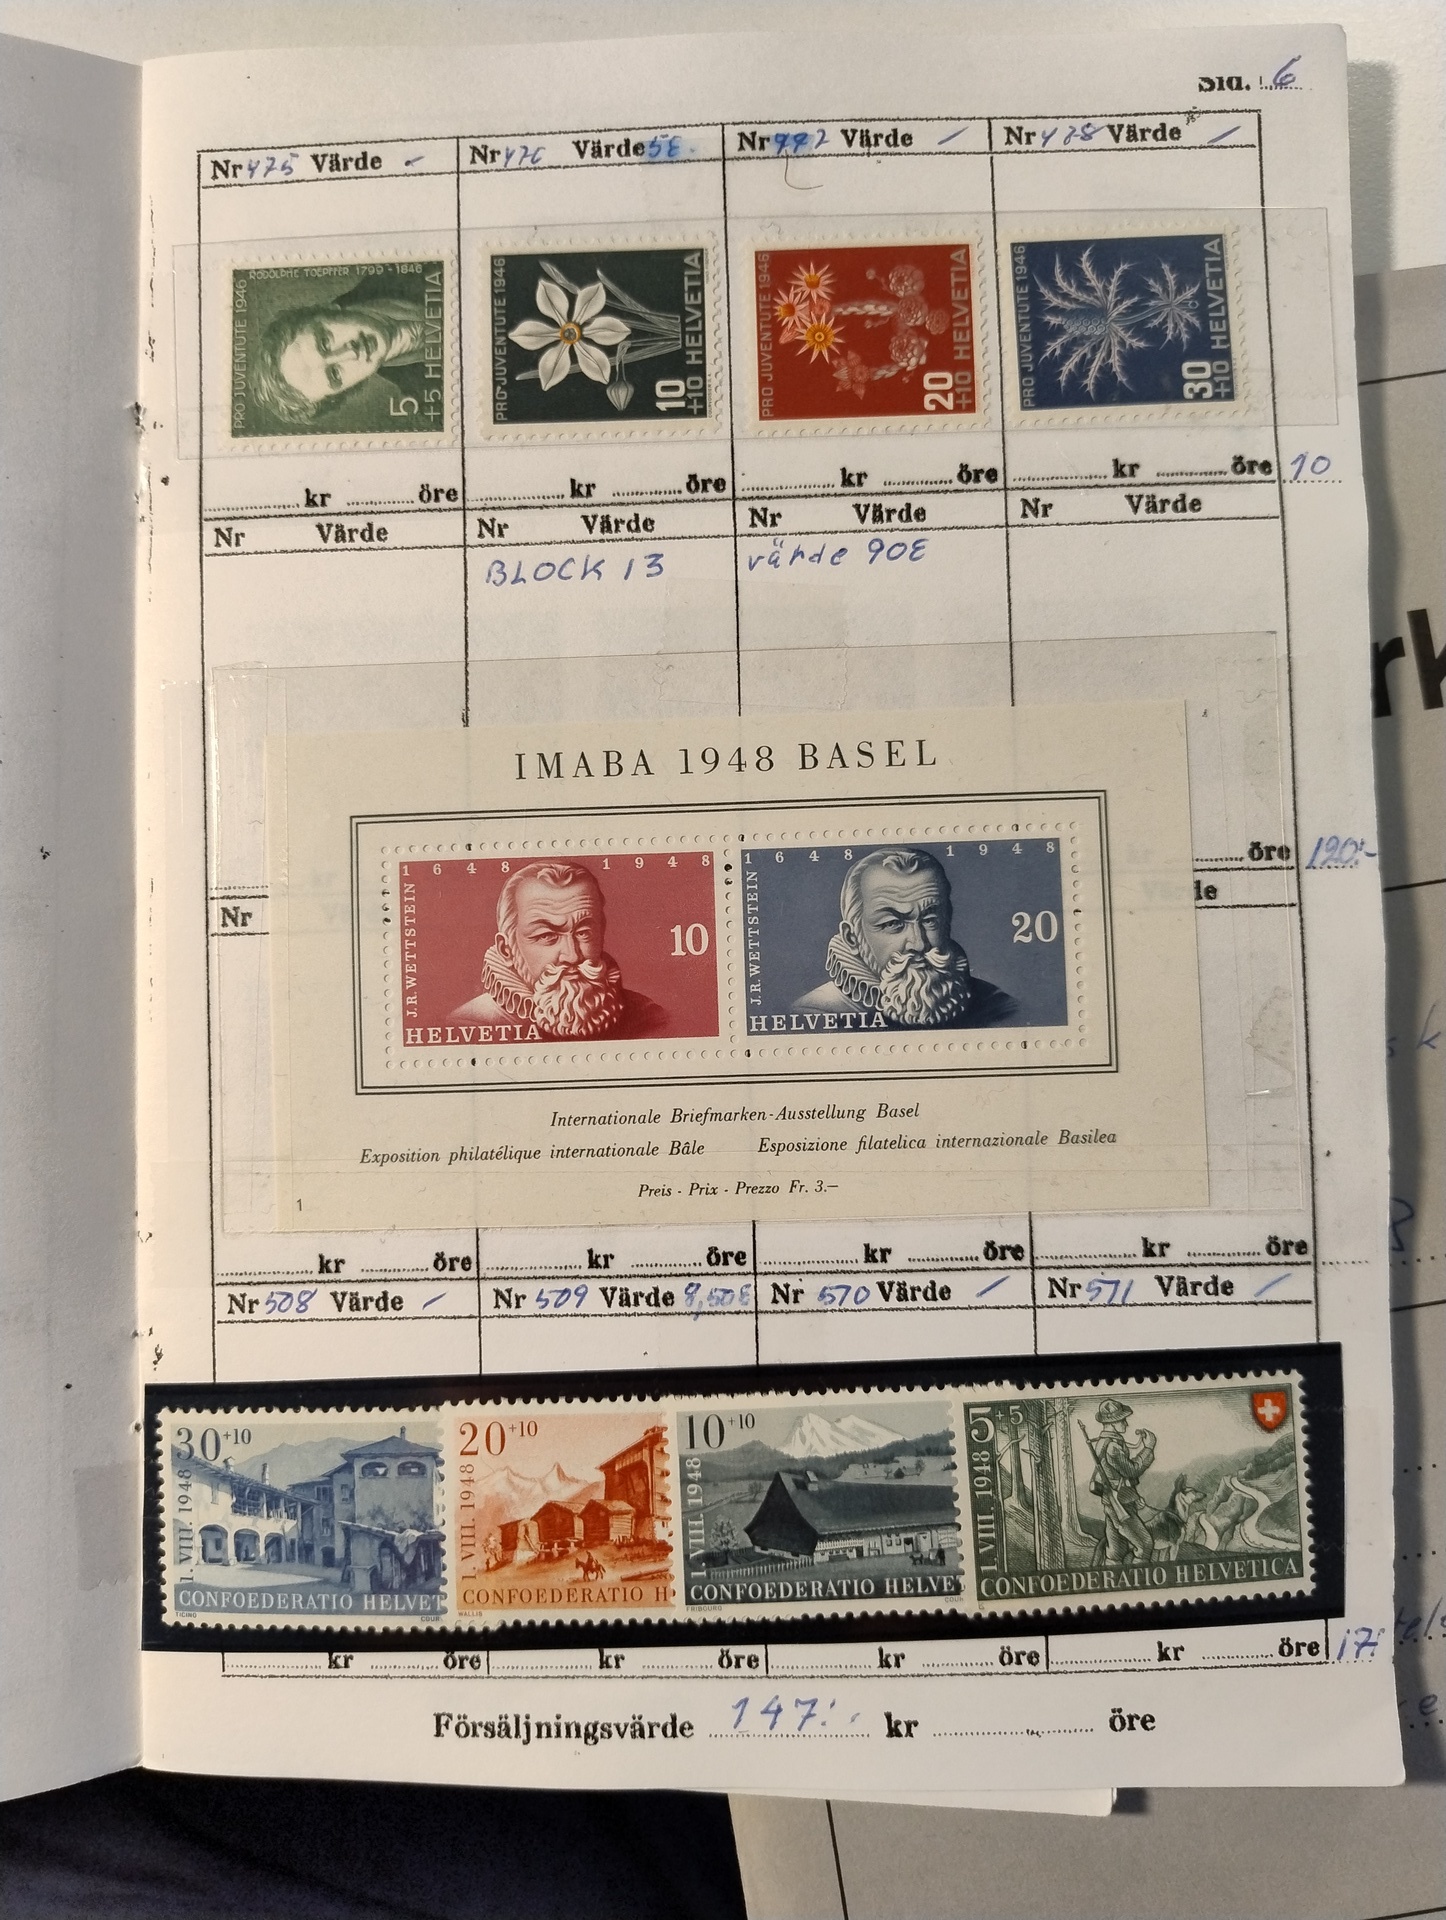 Sid. 6
Nr 475 Värde -
Nr 476 Värde 5E.
Nr Värde -
Nr 478 Värde -
PRO JUVENTUTE 1946
RODOLPHE TOEPFFER 1799-1846
5
+5 HELVETIA
PRO JUVENTUTE 1946
10
+10 HELVETIA
PRO JUVENTUTE 1946
20
+10 HELVETIA
PRO JUVENTUTE 1946
30
+10 HELVETIA
kr öre kr öre kr öre kr öre 10
Nr Värde
Nr Värde
Nr Värde
Nr Värde
BLOCK 13 värde 90E
IMABA 1948 BASEL
1648 1948
J.R. WETTSTEIN
10
HELVETIA
1648 1948
J.R. WETTSTEIN
20
HELVETIA
öre 120:-
Nr
de
Internationale Briefmarken-Ausstellung Basel
Exposition philatélique internationale Bâle Esposizione filatelica internazionale Basilea
Preis - Prix - Prezzo Fr. 3.–
1
kr öre kr öre kr öre kr öre
Nr 508 Värde -
Nr 509 Värde 8,50E
Nr 570 Värde -
Nr 571 Värde -
30+10
1. VIII. 1948
CONFOEDERATIO HELVET
TICINO COUR
20+10
1. VIII. 1948
CONFOEDERATIO H
WALLIS
10+10
1. VIII. 1948
CONFOEDERATIO HELVE
FRIBOURG COUR
5+5
1. VIII. 1948
CONFOEDERATIO HELVETICA
kr öre kr öre kr öre kr öre 17:
Försäljningsvärde 147:- kr öre
rk